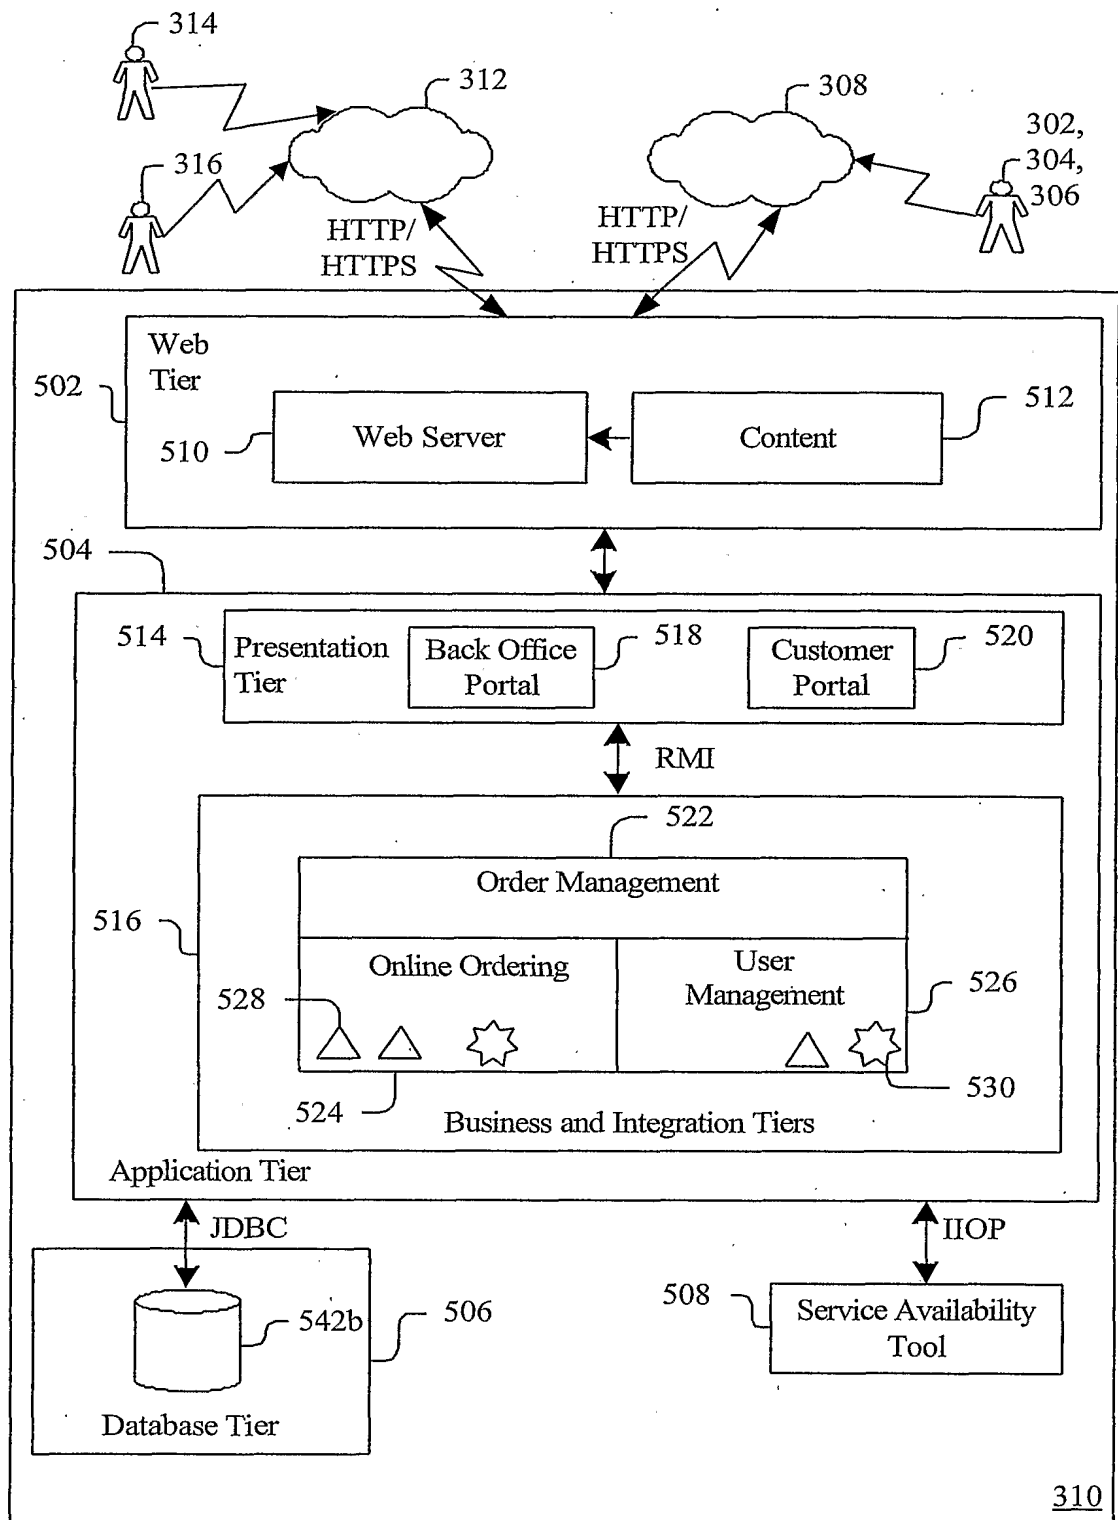 314
312
308
302,
304,
306
316
HTTP/
HTTPS
HTTP/
HTTPS
Web
Tier
502
510
Web Server
Content
512
504
514
Presentation
Tier
Back Office
Portal
518
Customer
Portal
520
RMI
522
Order Management
516
Online Ordering
User
Management
526
528
524
530
Business and Integration Tiers
Application Tier
JDBC
IIOP
542b
506
508
Service Availability
Tool
Database Tier
310